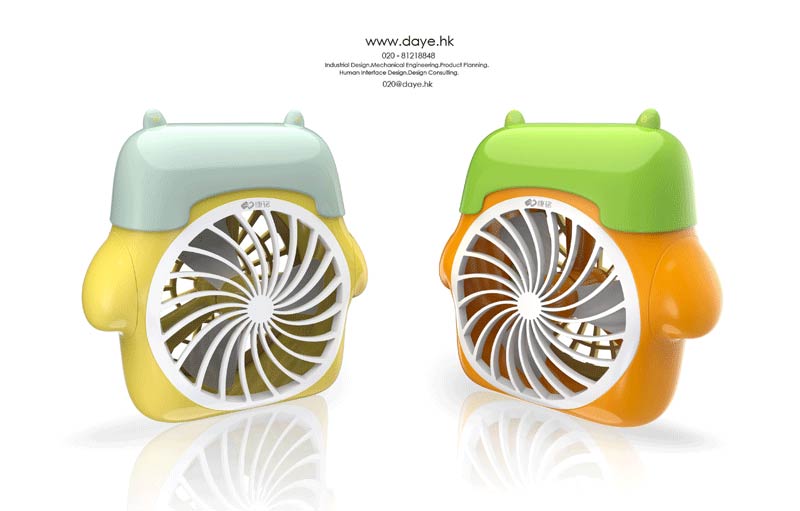 www.daye.hk
020 - 81218848
Industrial Design.Mechanical Engineering.Product Planning.
Human Interface Design.Design Consulting.
020@daye.hk